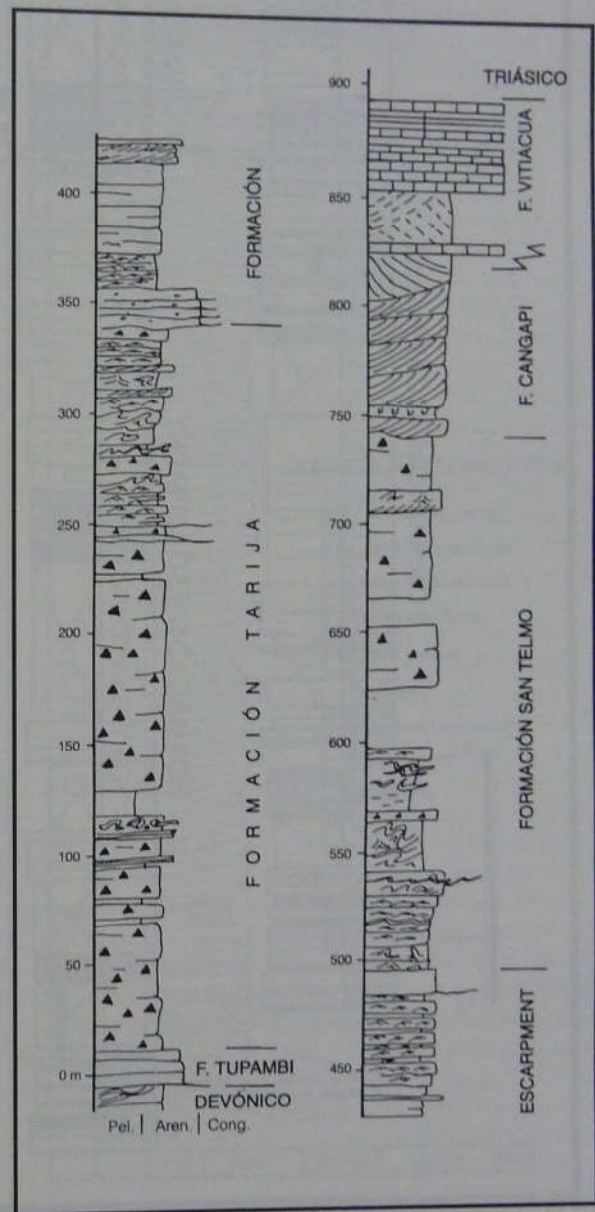 400
350
300
250
200
150
100
50
0 m
FORMACIÓN
FORMACIÓN TARIJA
F. TUPAMBI
DEVÓNICO
Pel. | Aren. | Cong.
900
850
800
750
700
650
600
550
500
450
TRIÁSICO
F. VITIACUA
F. CANGAPI
FORMACIÓN SAN TELMO
ESCARPMENT